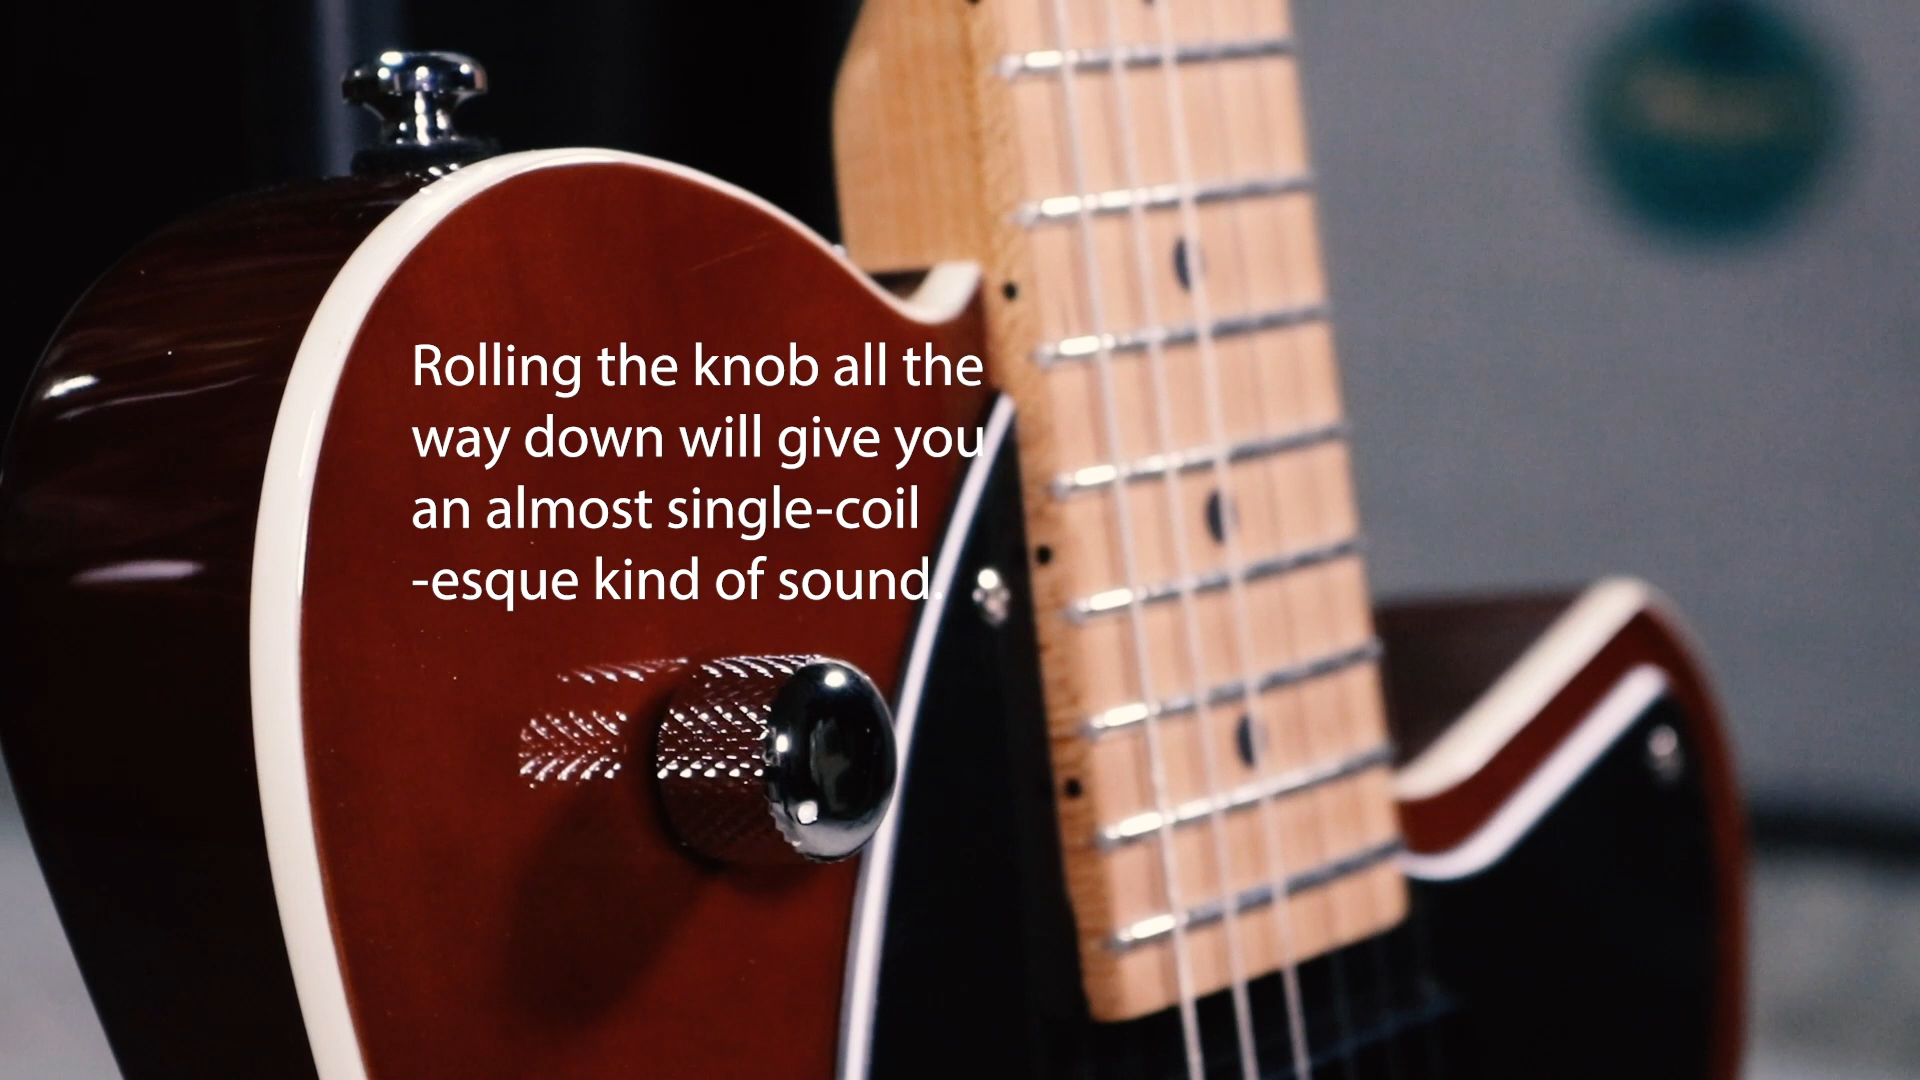 Rolling the knob all the
way down will give you
an almost single-coil
-esque kind of sound.